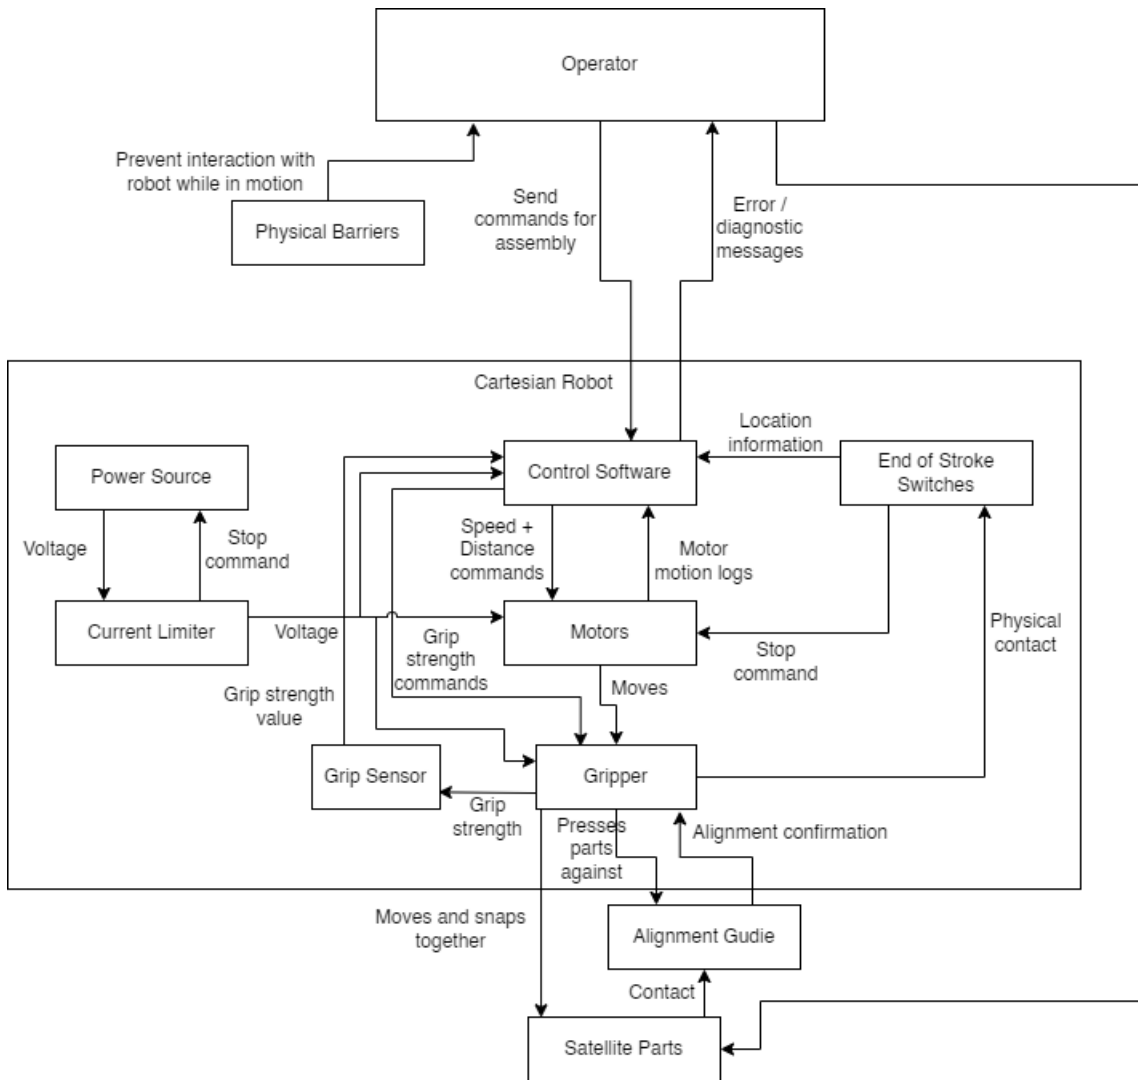 Operator
Prevent interaction with
robot while in motion
Physical Barriers
Send
commands for
assembly
Error /
diagnostic
messages
Cartesian Robot
Power Source
Control Software
Location
information
End of Stroke
Switches
Voltage
Stop
command
Speed +
Distance
commands
Motor
motion logs
Current Limiter
Voltage
Grip
strength
commands
Motors
Stop
command
Physical
contact
Moves
Grip strength
value
Grip Sensor
Gripper
Grip
strength
Presses
parts
against
Alignment confirmation
Moves and snaps
together
Alignment Gudie
Contact
Satellite Parts